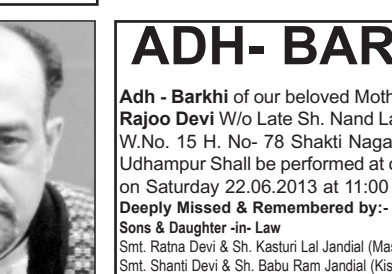 ADH- BAR
Adh - Barkhi of our beloved Moth
Rajoo Devi W/o Late Sh. Nand La
W.No. 15 H. No- 78 Shakti Naga
Udhampur Shall be performed at
on Saturday 22.06.2013 at 11:00
Deeply Missed & Remembered by:-
Sons & Daughter -in- Law
Smt. Ratna Devi & Sh. Kasturi Lal Jandial (Mas
Smt. Shanti Devi & Sh. Babu Ram Jandial (Kis